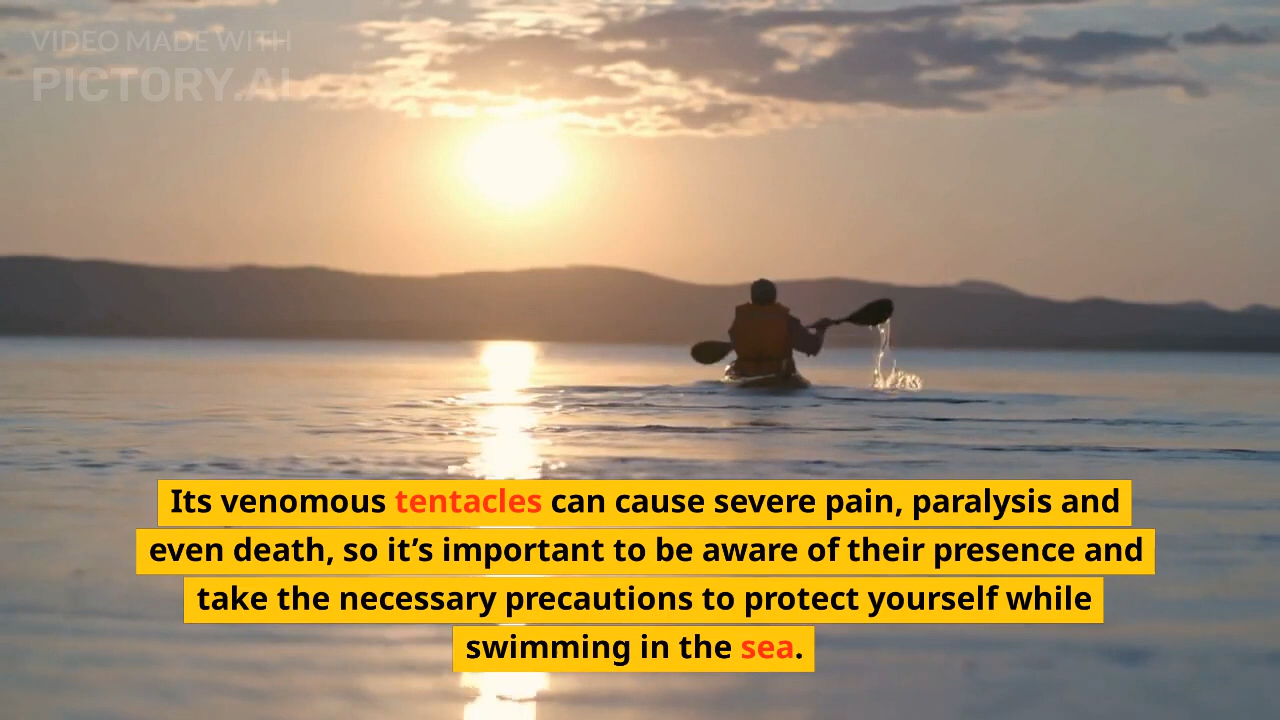 VIDEO MADE WITH
PICTORY.AI
Its venomous tentacles can cause severe pain, paralysis and
even death, so it’s important to be aware of their presence and
take the necessary precautions to protect yourself while
swimming in the sea.